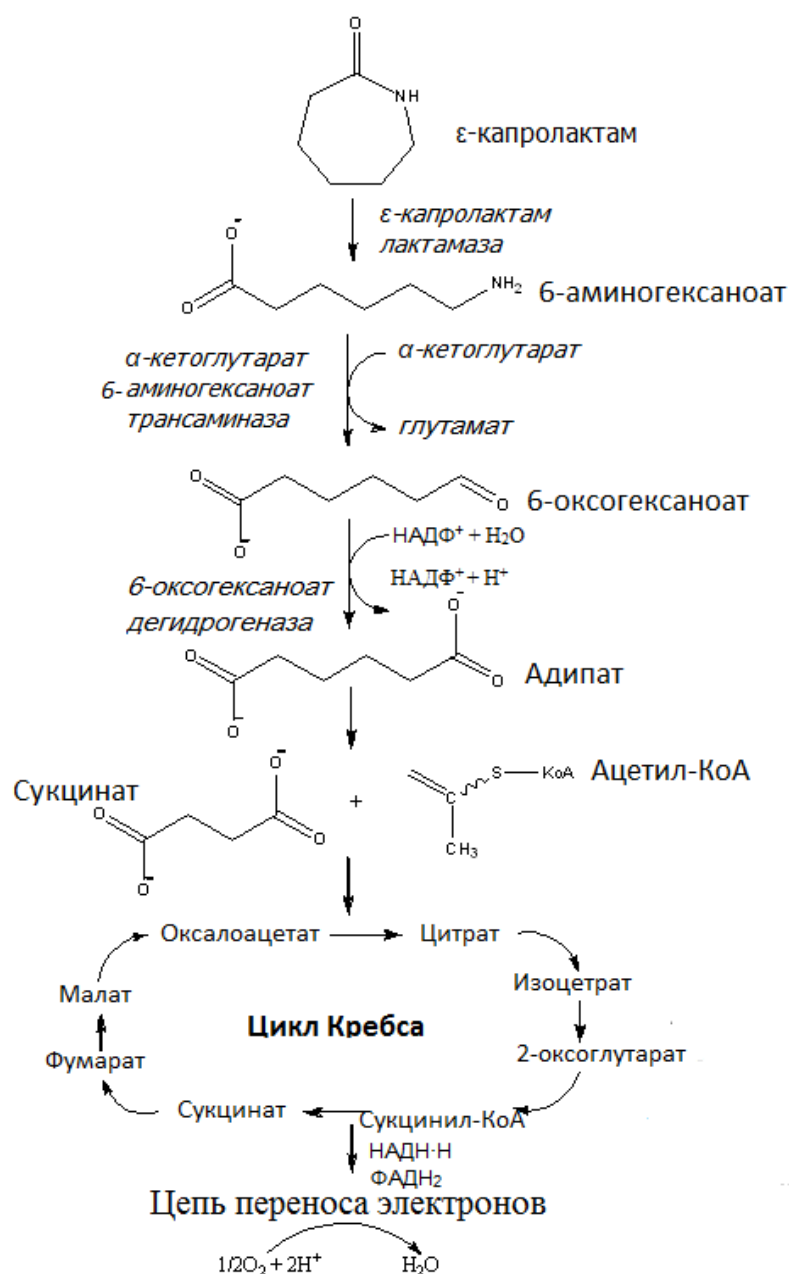 O
NH
ε-капролактам
ε-капролактам
лактамаза
O⁻
O
NH₂
6-аминогексаноат
α-кетоглутарат
6-аминогексаноат
трансаминаза
α-кетоглутарат
глутамат
O
O⁻
O
6-оксогексаноат
НАДФ⁺ + H₂O
НАДФ⁺ + H⁺
6-оксогексаноат
дегидрогеназа
O⁻
O
O
O⁻
Адипат
Сукцинат
O⁻
O
O
O⁻
+
C
S
KoA
CH₃
Ацетил-КоА
Оксалоацетат
Цитрат
Изоцетрат
2-оксоглутарат
Сукцинил-КоА
Сукцинат
Фумарат
Малат
Цикл Кребса
НАДН·Н
ФАДН₂
Цепь переноса электронов
1/2O₂ + 2H⁺
H₂O